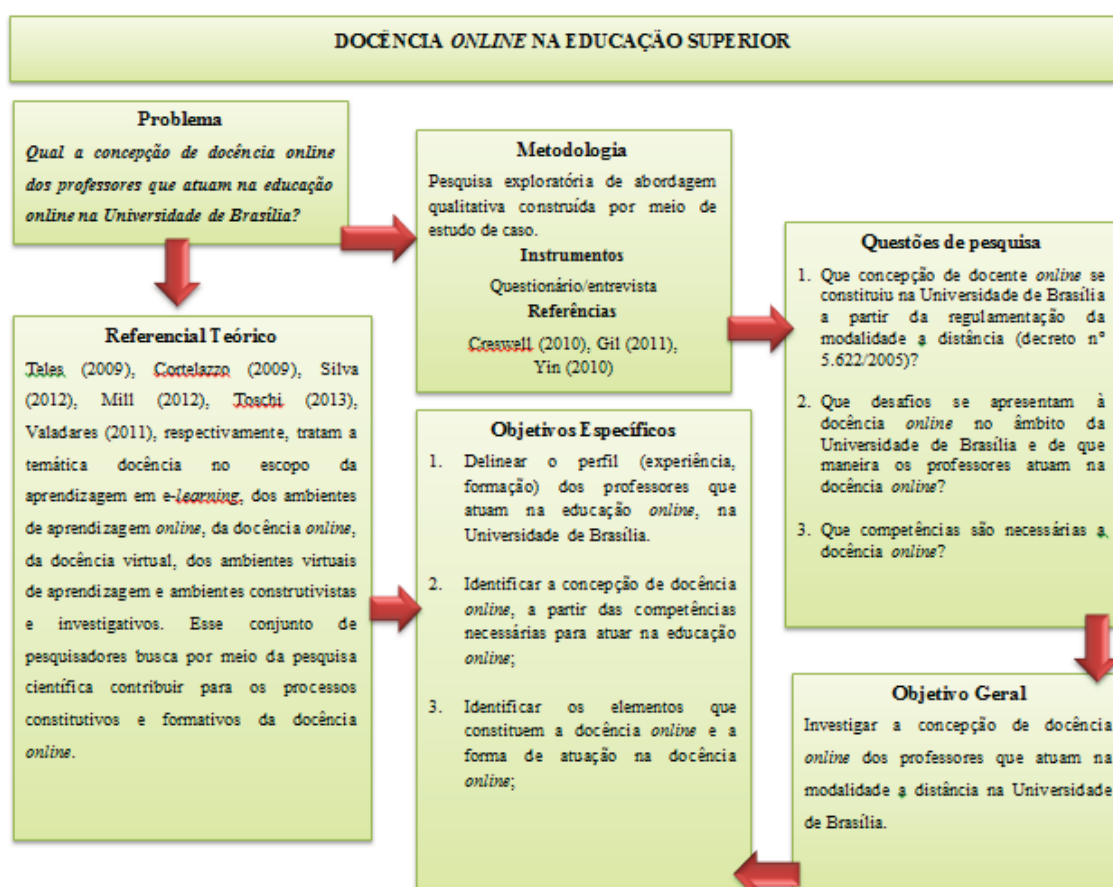 DOCÊNCIA ONLINE NA EDUCAÇÃO SUPERIOR
Problema
Qual a concepção de docência online
dos professores que atuam na educação
online na Universidade de Brasília?
Metodologia
Pesquisa exploratória de abordagem
qualitativa construída por meio de
estudo de caso.
Instrumentos
Questionário/entrevista
Referências
Creswell (2010), Gil (2011),
Yin (2010)
Questões de pesquisa
1. Que concepção de docente online se
constituiu na Universidade de Brasília
a partir da regulamentação da
modalidade a distância (decreto nº
5.622/2005)?
2. Que desafios se apresentam à
docência online no âmbito da
Universidade de Brasília e de que
maneira os professores atuam na
docência online?
3. Que competências são necessárias a
docência online?
Referencial Teórico
Teles (2009), Cortelazzo (2009), Silva
(2012), Mill (2012), Toschi (2013),
Valadares (2011), respectivamente, tratam a
temática docência no escopo da
aprendizagem em e-learning, dos ambientes
de aprendizagem online, da docência online,
da docência virtual, dos ambientes virtuais
de aprendizagem e ambientes construtivistas
e investigativos. Esse conjunto de
pesquisadores busca por meio da pesquisa
científica contribuir para os processos
constitutivos e formativos da docência
online.
Objetivos Específicos
1. Delinear o perfil (experiência,
formação) dos professores que
atuam na educação online, na
Universidade de Brasília.
2. Identificar a concepção de docência
online, a partir das competências
necessárias para atuar na educação
online;
3. Identificar os elementos que
constituem a docência online e a
forma de atuação na docência
online;
Objetivo Geral
Investigar a concepção de docência
online dos professores que atuam na
modalidade a distância na Universidade
de Brasília.